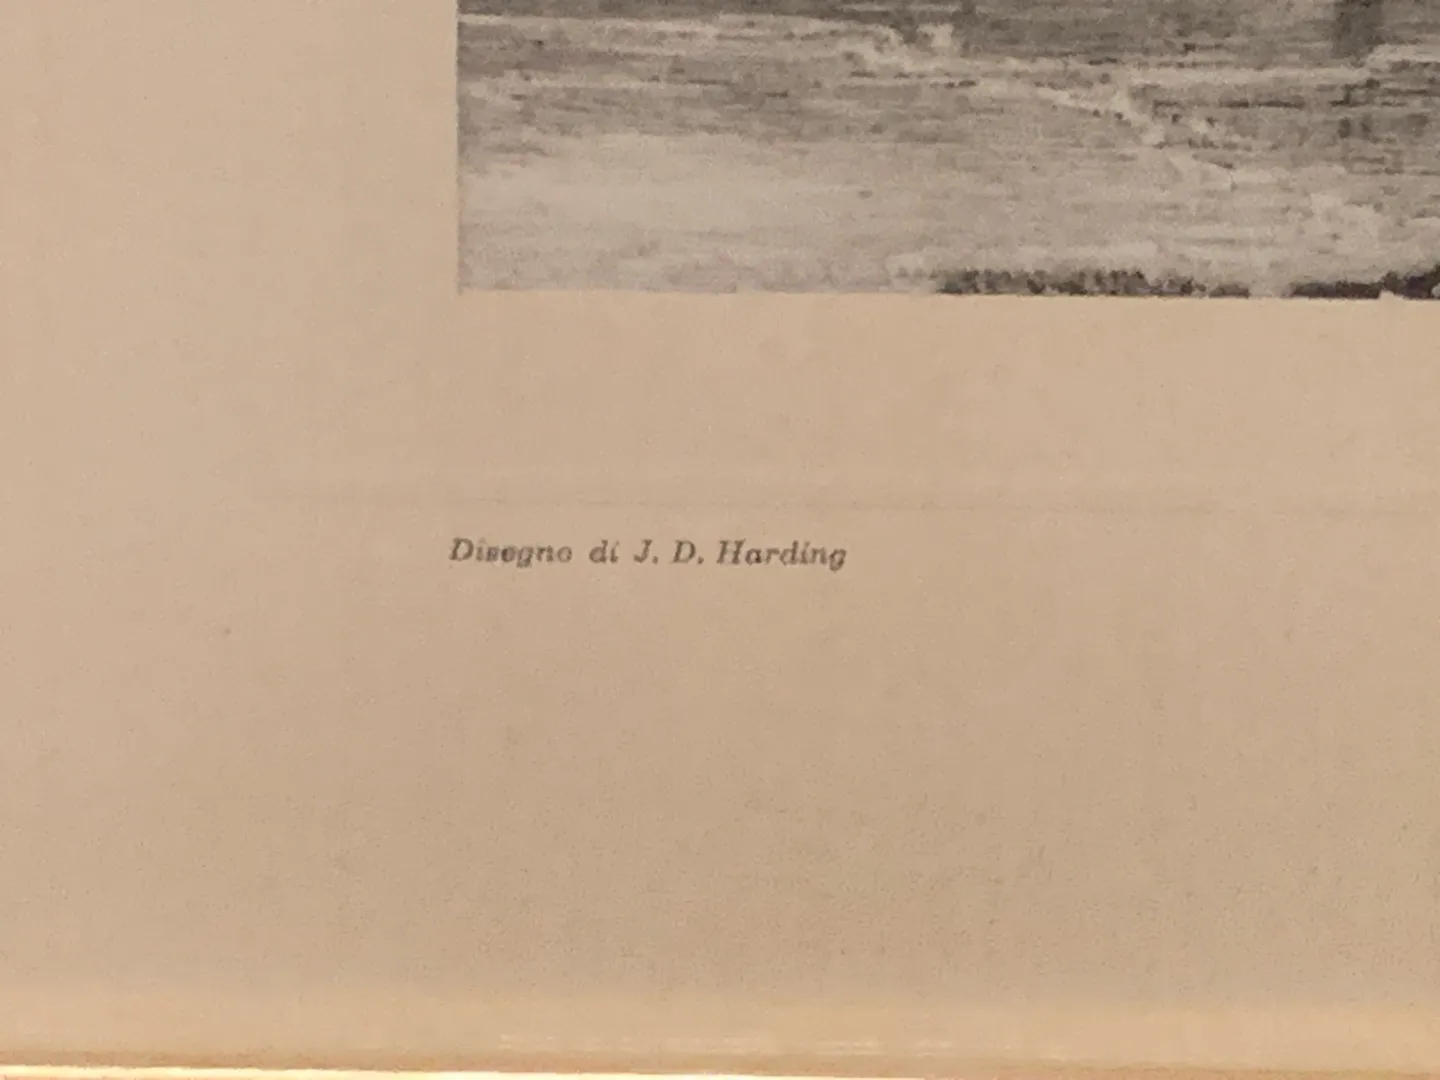 Disegno di J. D. Harding